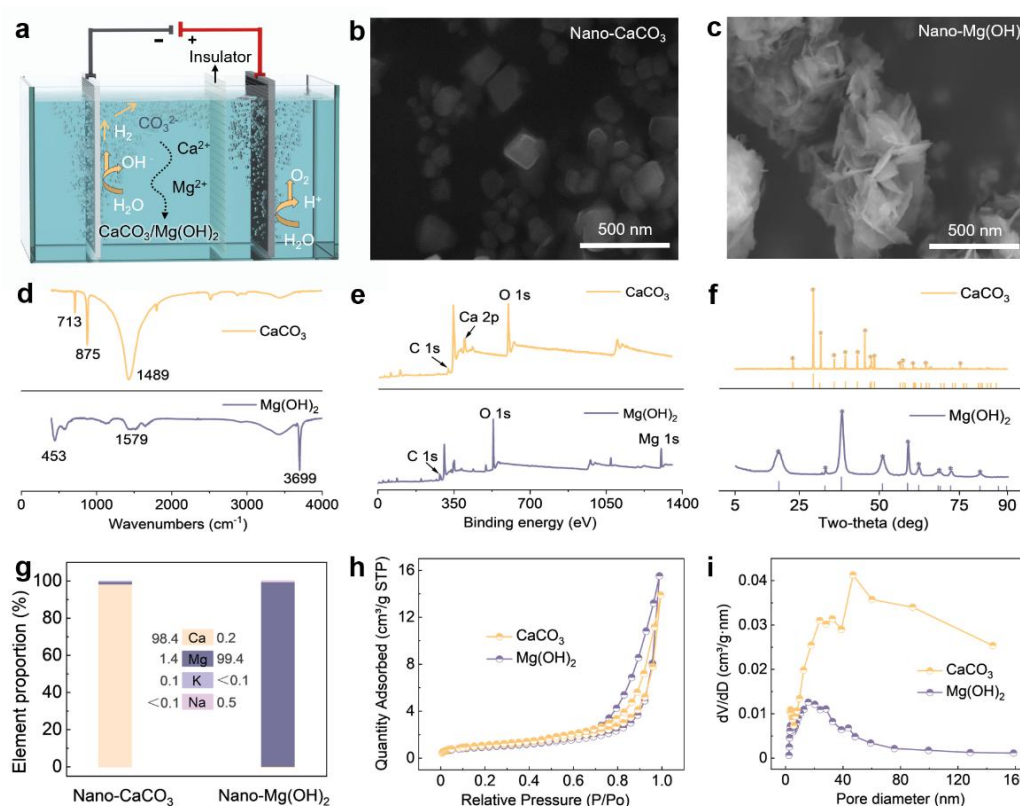 a
−
+
Insulator
CO₃²⁻
H₂
Ca²⁺
OH⁻
Mg²⁺
O₂
H⁺
H₂O
H₂O
CaCO₃/Mg(OH)₂
b
Nano-CaCO₃
500 nm
c
Nano-Mg(OH)
500 nm
d
713
875
1489
CaCO₃
Mg(OH)₂
453
1579
3699
0 1000 2000 3000 4000
Wavenumbers (cm⁻¹)
e
O 1s
CaCO₃
Ca 2p
C 1s
O 1s
Mg(OH)₂
Mg 1s
C 1s
0 350 700 1050 1400
Binding energy (eV)
f
CaCO₃
Mg(OH)₂
5 25 50 75 90
Two-theta (deg)
g
Element proportion (%)
100
80
60
40
20
0
98.4 Ca 0.2
1.4 Mg 99.4
0.1 K <0.1
<0.1 Na 0.5
Nano-CaCO₃ Nano-Mg(OH)₂
h
Quantity Adsorbed (cm³/g STP)
16
12
8
4
0
CaCO₃
Mg(OH)₂
0.0 0.2 0.4 0.6 0.8 1.0
Relative Pressure (P/Po)
i
dV/dD (cm³/g·nm)
0.04
0.03
0.02
0.01
0
CaCO₃
Mg(OH)₂
0 40 80 120 160
Pore diameter (nm)